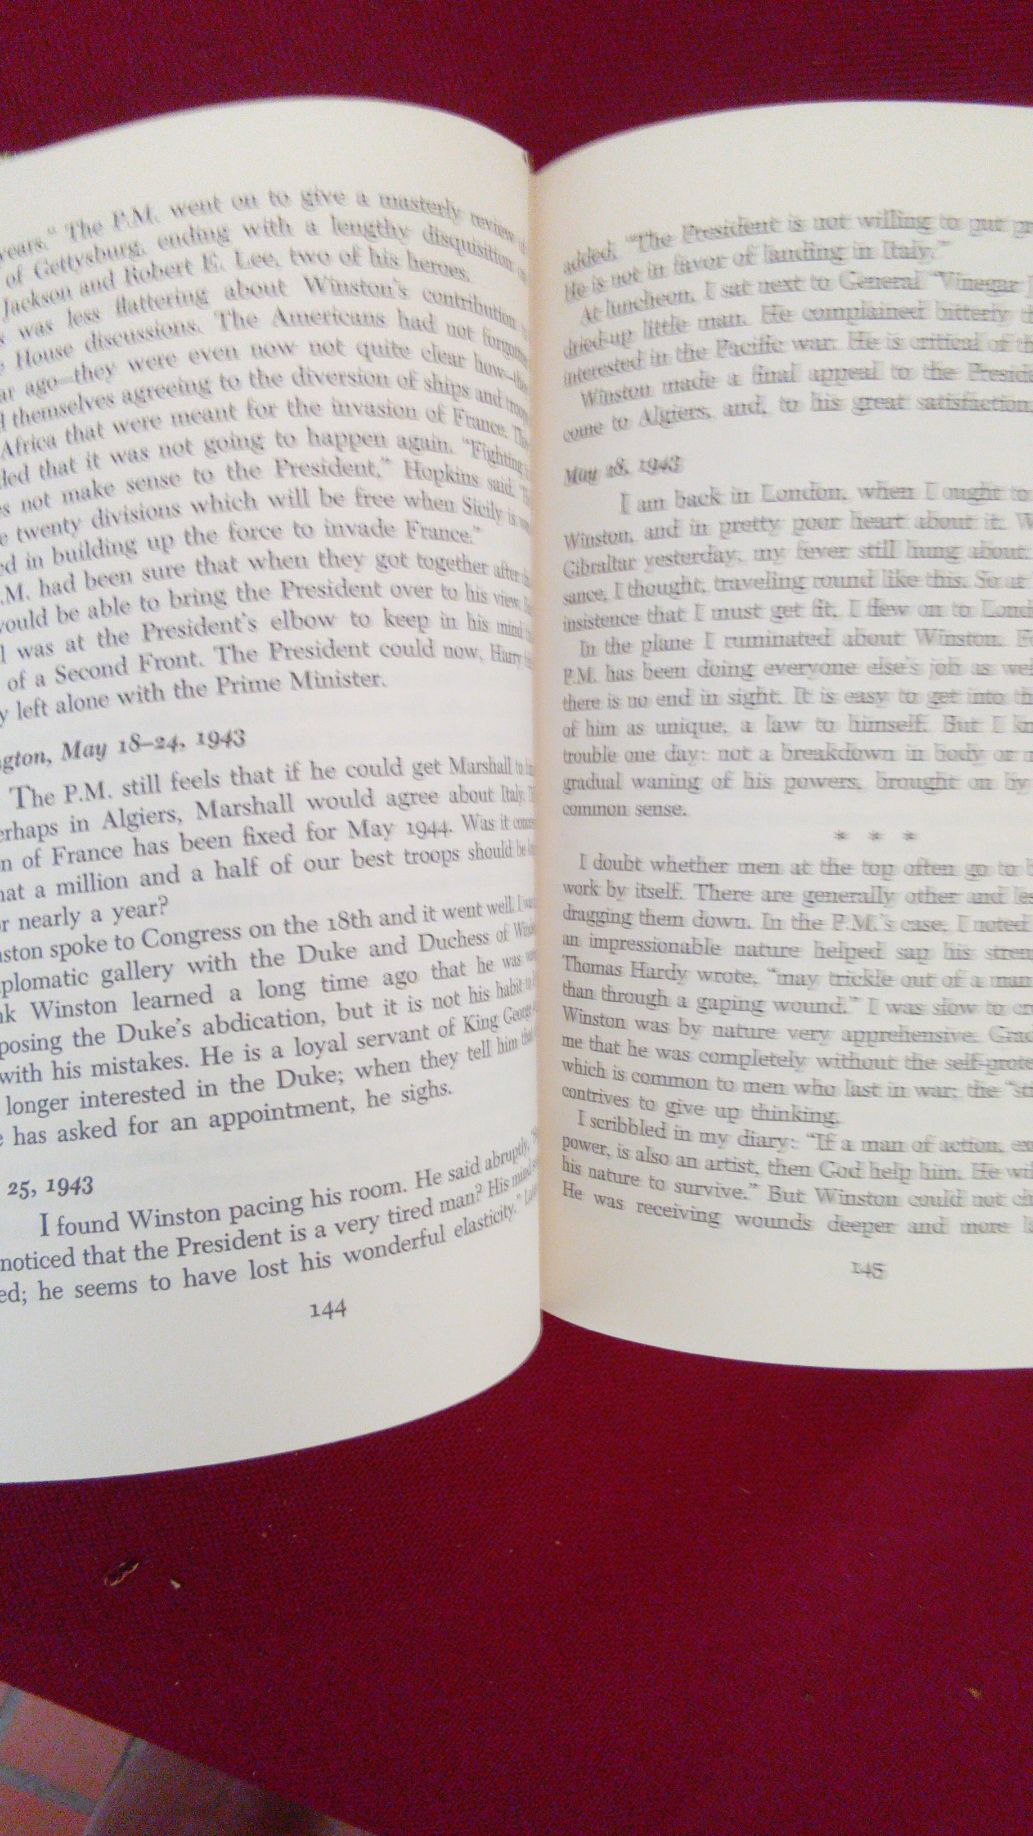 years." The P.M. went on to give a masterly review
of Gettysburg, ending with a lengthy disquisition
Jackson and Robert E. Lee, two of his heroes.
was less flattering about Winston's contribution
House discussions. The Americans had not
ago—they were even now not quite clear how—
themselves agreeing to the diversion of ships and troops
Africa that were meant for the invasion of France.
that it was not going to happen again. "Fighting
not make sense to the President," Hopkins said.
twenty divisions which will be free when Sicily is
in building up the force to invade France."
had been sure that when they got together after
would be able to bring the President over to his view.
was at the President's elbow to keep in his mind
of a Second Front. The President could now, Harry
left alone with the Prime Minister.
May 18–24, 1943
The P.M. still feels that if he could get Marshall to
perhaps in Algiers, Marshall would agree about Italy.
of France has been fixed for May 1944. Was it
that a million and a half of our best troops should be
nearly a year?
spoke to Congress on the 18th and it went well. I
gallery with the Duke and Duchess of
Winston learned a long time ago that he was
the Duke's abdication, but it is not his habit to
with his mistakes. He is a loyal servant of King George
longer interested in the Duke; when they tell him that
has asked for an appointment, he sighs.
25, 1943
I found Winston pacing his room. He said abruptly,
noticed that the President is a very tired man? His mind
he seems to have lost his wonderful elasticity."
144
added, "The President is not willing to put
He is not in favor of landing in Italy."
At luncheon, I sat next to General "Vinegar
dried-up little man. He complained bitterly
interested in the Pacific war. He is critical of
Winston made a final appeal to the
come to Algiers, and, to his great satisfaction
May 28, 1943
I am back in London, when I ought to
Winston, and in pretty poor heart about it.
Gibraltar yesterday, my fever still hung about
sance, I thought, traveling round like this. So at
insistence that I must get fit, I flew on to
In the plane I ruminated about Winston.
P.M. has been doing everyone else's job as
there is no end in sight. It is easy to get into
of him as unique, a law to himself. But I
trouble one day: not a breakdown in body or
gradual waning of his powers, brought on by
common sense.
* * *
I doubt whether men at the top often go to
work by itself. There are generally other and
dragging them down. In the P.M.'s case, I noted
an impressionable nature helped sap his
Thomas Hardy wrote, "may trickle out of a man
than through a gaping wound." I was slow to
Winston was by nature very apprehensive.
me that he was completely without the
which is common to men who last in war; the
contrives to give up thinking.
I scribbled in my diary: "If a man of action,
power, is also an artist, then God help him. He
his nature to survive." But Winston could not
He was receiving wounds deeper and more
145